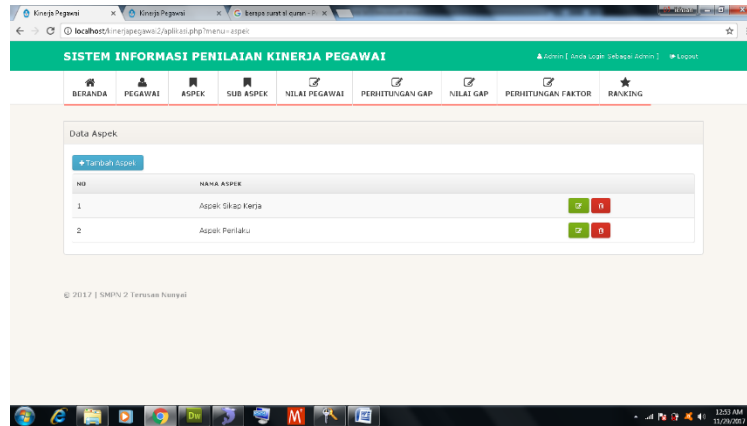 Kinerja Pegawai
Kinerja Pegawai
localhost/kinerjapegawai2/aplikasi.php?menu=aspek
SISTEM INFORMASI PENILAIAN KINERJA PEGAWAI
Admin [ Anda Login Sebagai Admin ] Logout
BERANDA PEGAWAI ASPEK SUB ASPEK NILAI PEGAWAI PERHITUNGAN GAP NILAI GAP PERHITUNGAN FAKTOR RANKING
Data Aspek
+Tambah Aspek
NO NAMA ASPEK
1 Aspek Sikap Kerja
2 Aspek Perilaku
© 2017 | SMPN 2 Terusan Nunyai
Dw
12:53 AM
11/29/2017